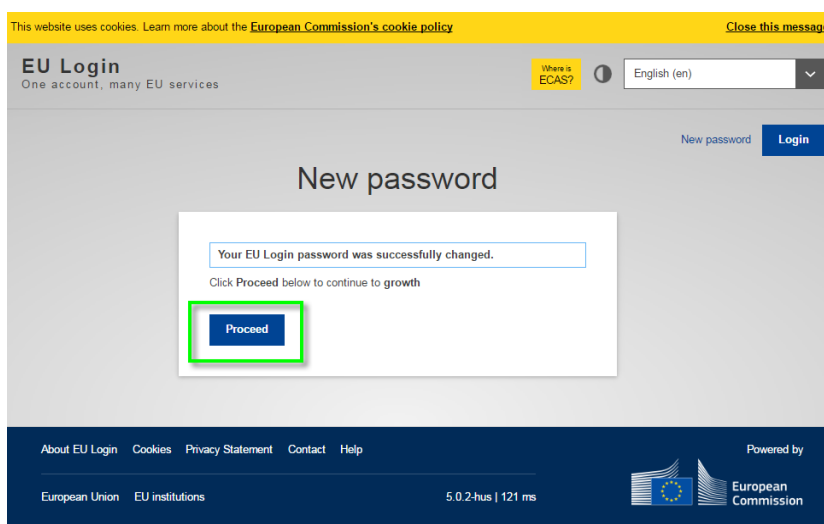 This website uses cookies. Learn more about the European Commission's cookie policy
Close this message
EU Login
One account, many EU services
Where is
ECAS?
English (en)
New password
Login
New password
Your EU Login password was successfully changed.
Click Proceed below to continue to growth
Proceed
About EU Login Cookies Privacy Statement Contact Help
Powered by
European Union EU institutions
5.0.2-hus | 121 ms
European
Commission